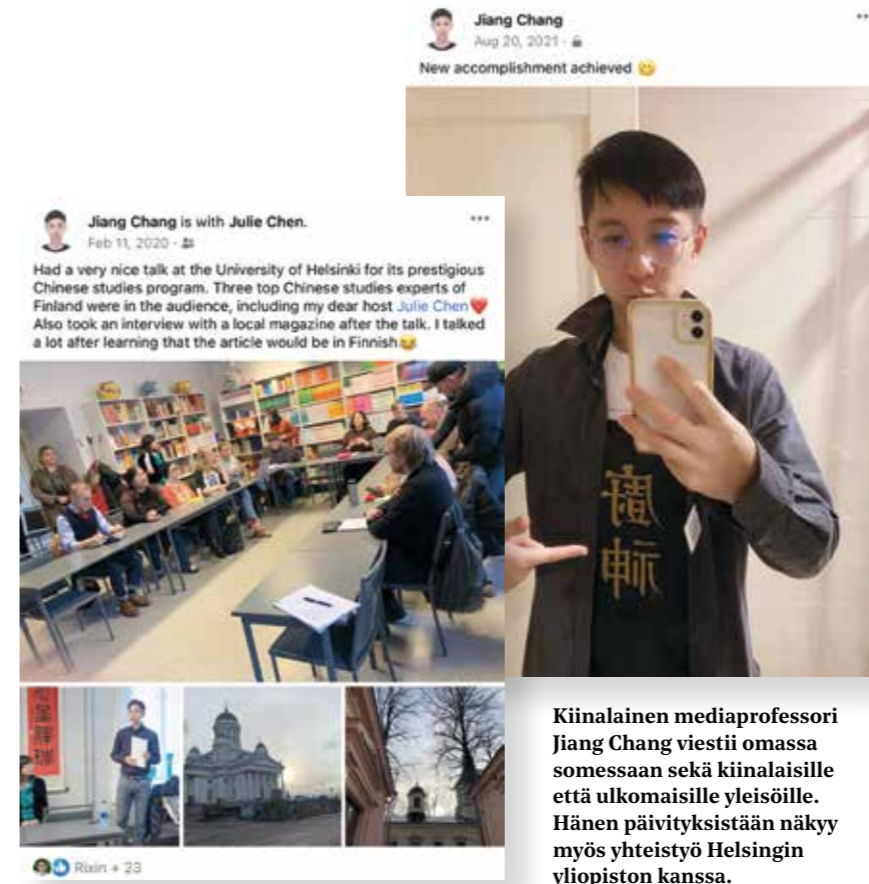 Jiang Chang
Aug 20, 2021
New accomplishment achieved
廚
神
Jiang Chang is with Julie Chen.
Feb 11, 2020
Had a very nice talk at the University of Helsinki for its prestigious
Chinese studies program. Three top Chinese studies experts of
Finland were in the audience, including my dear host Julie Chen
Also took an interview with a local magazine after the talk. I talked
a lot after learning that the article would be in Finnish
Rixin + 23
Kiinalainen mediaprofessori
Jiang Chang viestii omassa
somessaan sekä kiinalaisille
että ulkomaisille yleisöille.
Hänen päivityksistään näkyy
myös yhteistyö Helsingin
yliopiston kanssa.